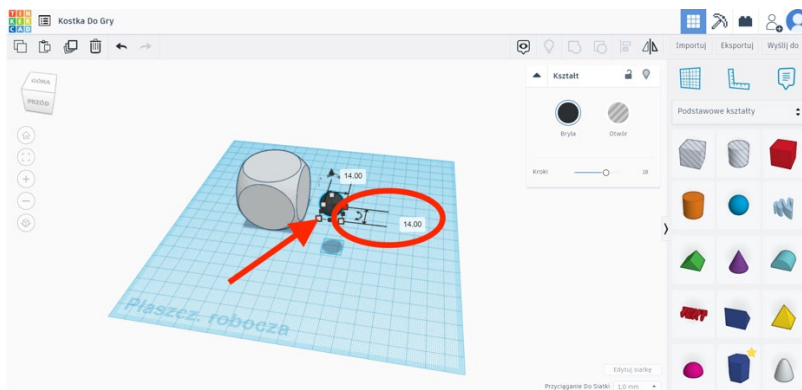 TIN
KER
CAD
Kostka Do Gry
Importuj
Eksportuj
Wyślij do
GÓRA
PRZÓD
Kształt
Bryła
Otwór
Kroki
20
Podstawowe kształty
14.00
14.00
Płaszcz. robocza
Edytuj siatkę
Przyciąganie Do Siatki
1,0 mm